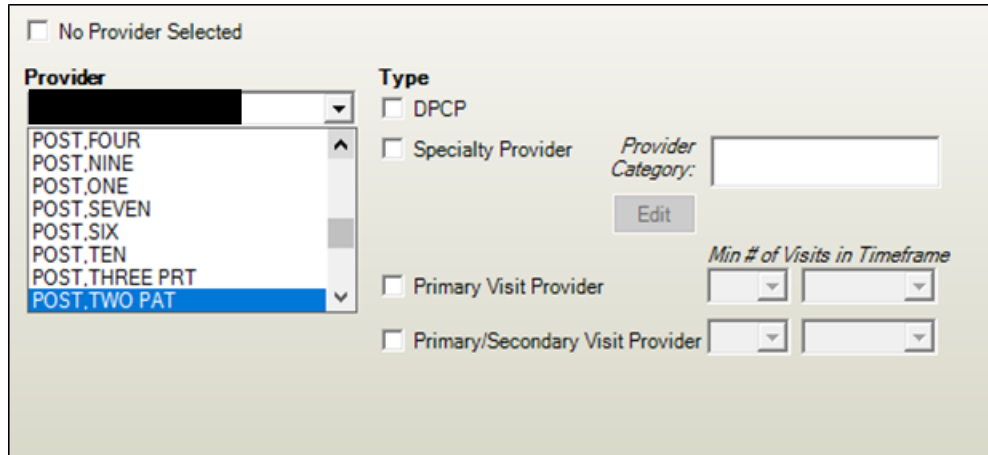 No Provider Selected
Provider
POST,FOUR
POST,NINE
POST,ONE
POST,SEVEN
POST,SIX
POST,TEN
POST,THREE PRT
POST,TWO PAT
Type
DPCP
Specialty Provider
Provider
Category:
Edit
Min # of Visits in Timeframe
Primary Visit Provider
Primary/Secondary Visit Provider